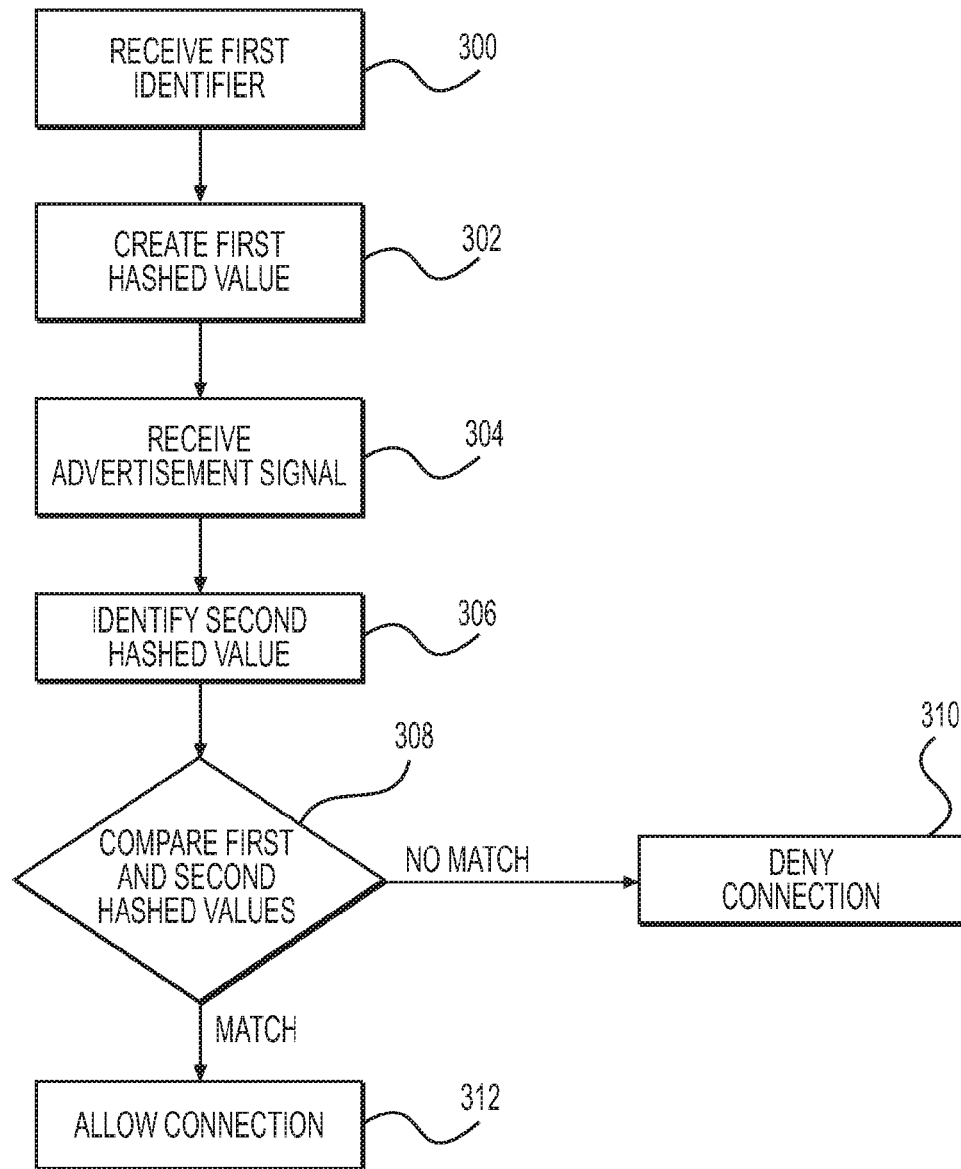 RECEIVE FIRST
IDENTIFIER
300
CREATE FIRST
HASHED VALUE
302
RECEIVE
ADVERTISEMENT SIGNAL
304
IDENTIFY SECOND
HASHED VALUE
306
308
310
COMPARE FIRST
AND SECOND
HASHED VALUES
NO MATCH
DENY
CONNECTION
MATCH
ALLOW CONNECTION
312